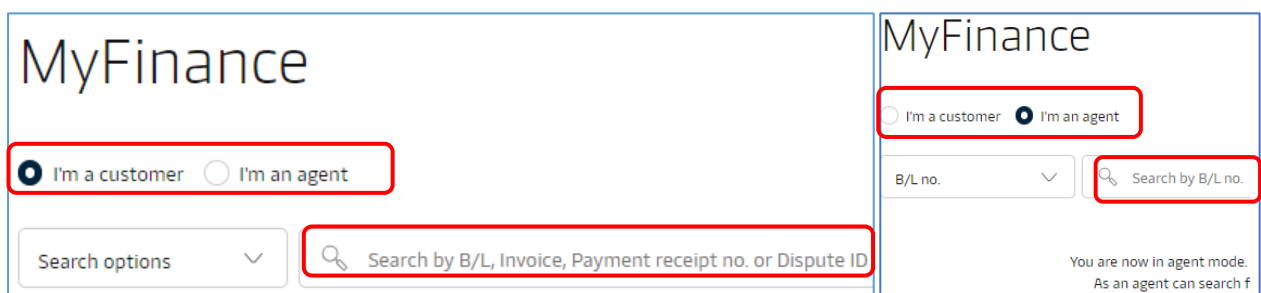 MyFinance
I'm a customer I'm an agent
Search options Search by B/L, Invoice, Payment receipt no. or Dispute ID
MyFinance
I'm a customer I'm an agent
B/L no. Search by B/L no.
You are now in agent mode.
As an agent can search f